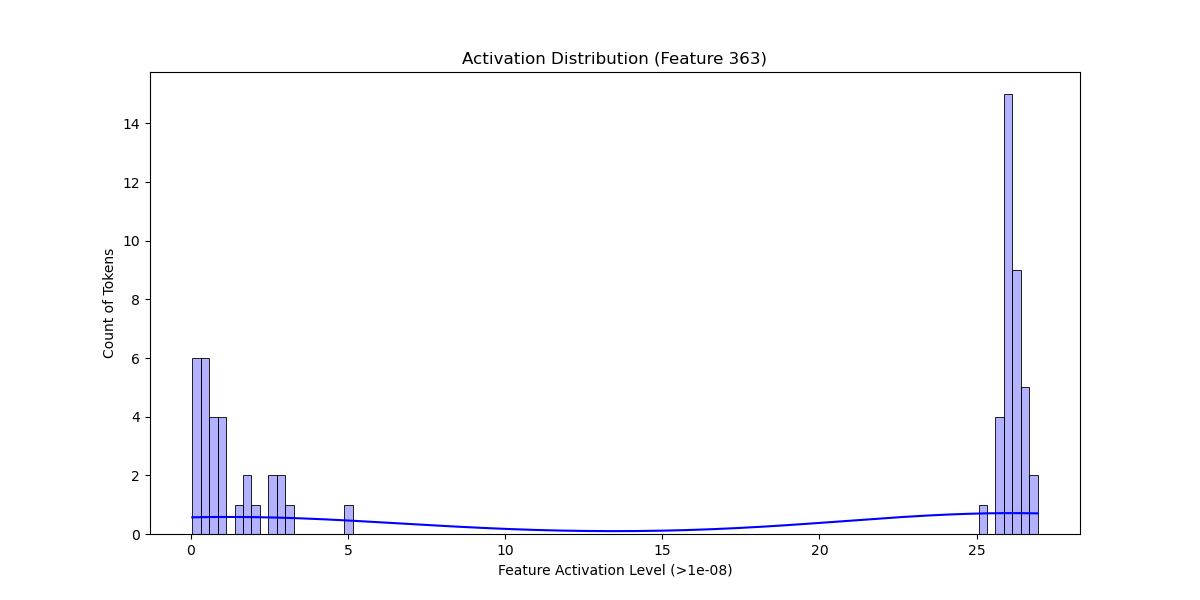 Activation Distribution (Feature 363)
14
12
10
8
6
4
2
0
Count of Tokens
0 5 10 15 20 25
Feature Activation Level (>1e-08)